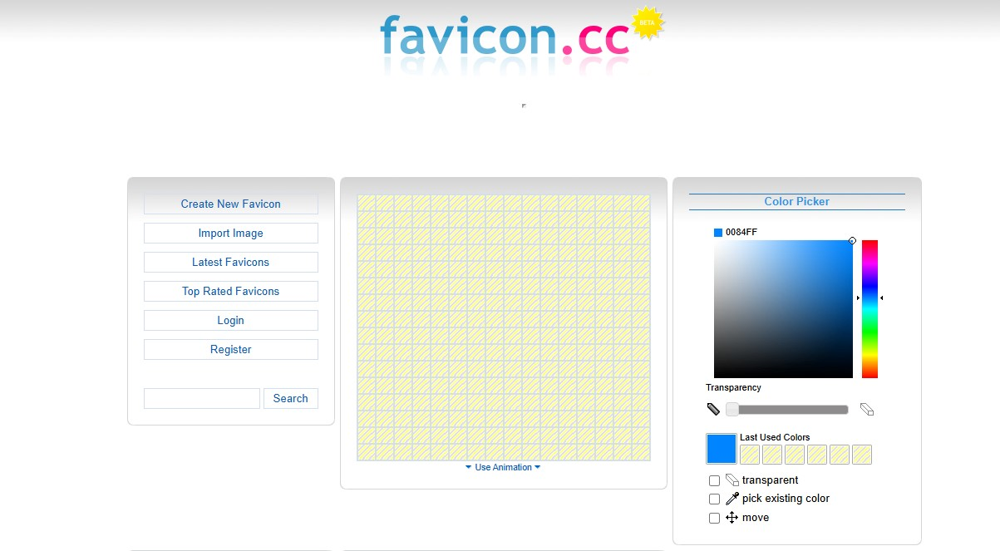 favicon.cc
BETA
Create New Favicon
Import Image
Latest Favicons
Top Rated Favicons
Login
Register
Search
Use Animation
Color Picker
0084FF
Transparency
Last Used Colors
transparent
pick existing color
move